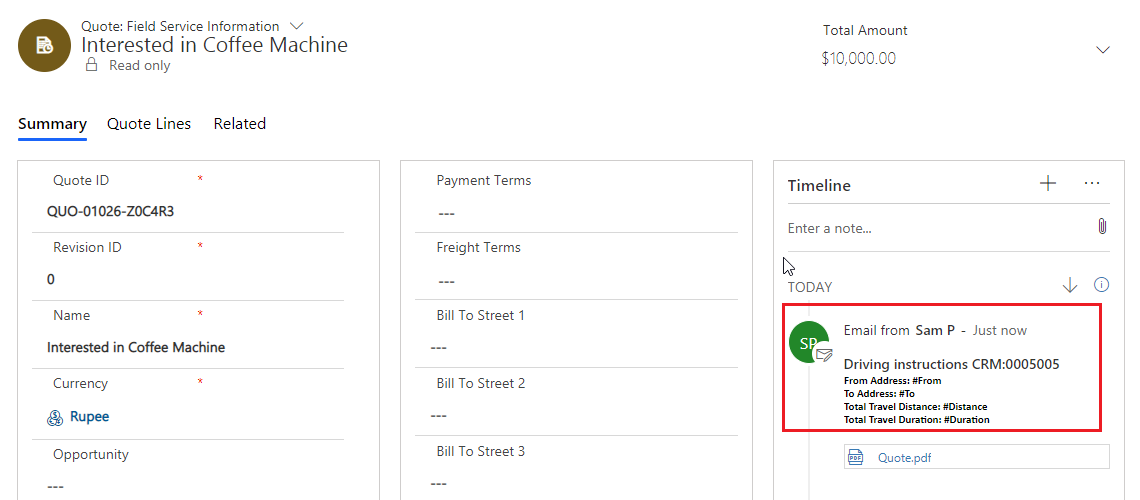 Quote: Field Service Information
Interested in Coffee Machine
Read only
Total Amount
$10,000.00
Summary
Quote Lines
Related
Quote ID *
QUO-01026-Z0C4R3
Revision ID *
0
Name *
Interested in Coffee Machine
Currency *
Rupee
Opportunity
---
Payment Terms
---
Freight Terms
---
Bill To Street 1
---
Bill To Street 2
---
Bill To Street 3
---
Timeline
Enter a note...
TODAY
SP
Email from Sam P - Just now
Driving instructions CRM:0005005
From Address: #From
To Address: #To
Total Travel Distance: #Distance
Total Travel Duration: #Duration
PDF
Quote.pdf